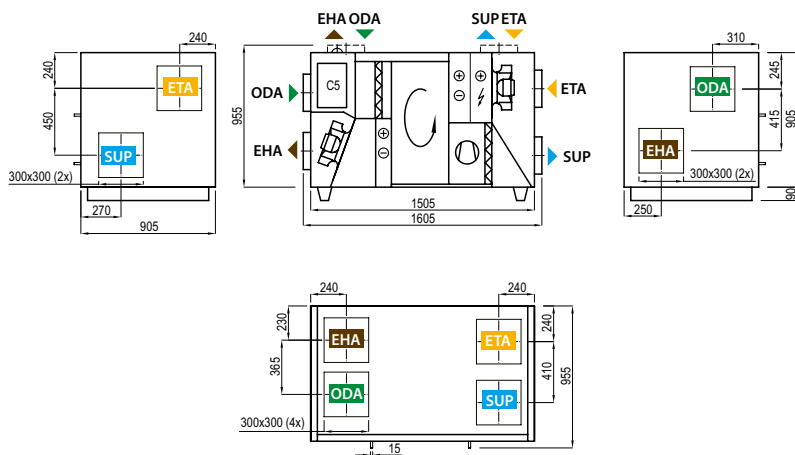 EHA ODA
SUP ETA
240
240
450
ETA
SUP
300x300 (2x)
270
905
955
ODA
EHA
C5
ETA
SUP
1505
1605
310
245
415
905
90
ODA
EHA
300x300 (2x)
250
240
240
230
365
EHA
ODA
300x300 (4x)
15
ETA
SUP
240
410
955